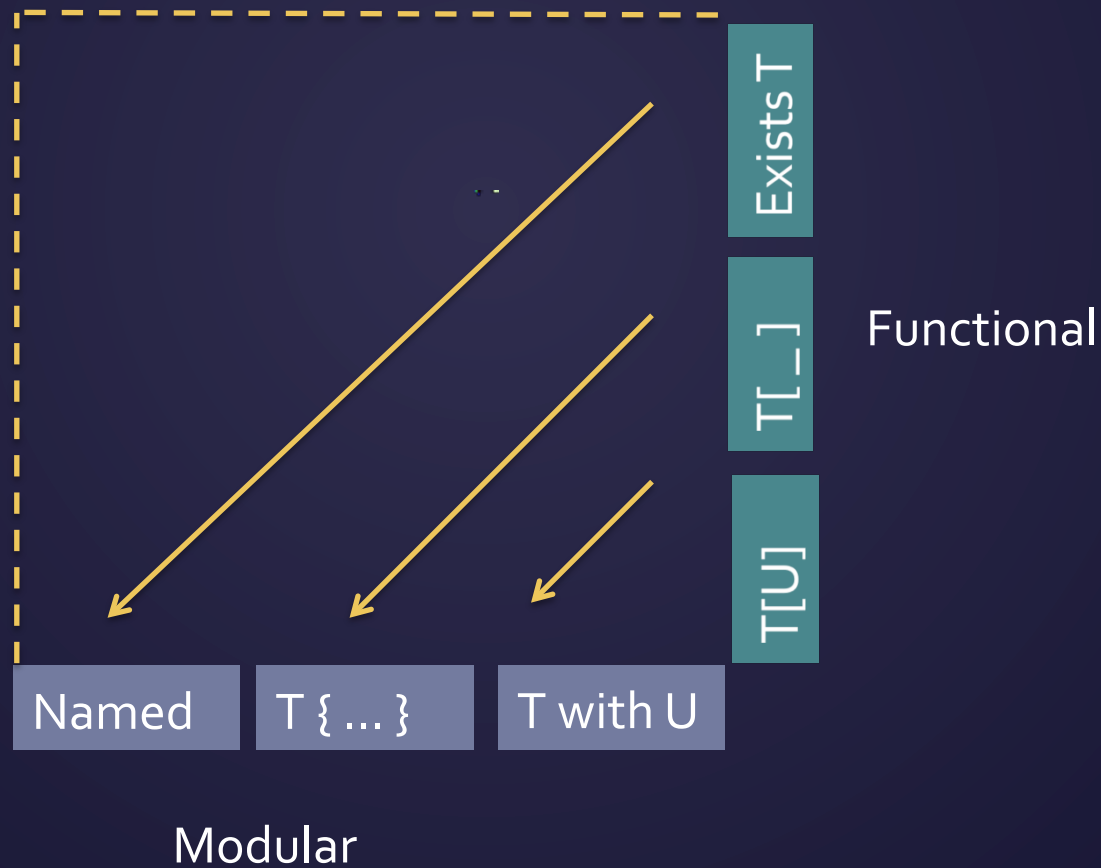 Exists T
T[ _ ]
Functional
T[U]
Named
T { … }
T with U
Modular